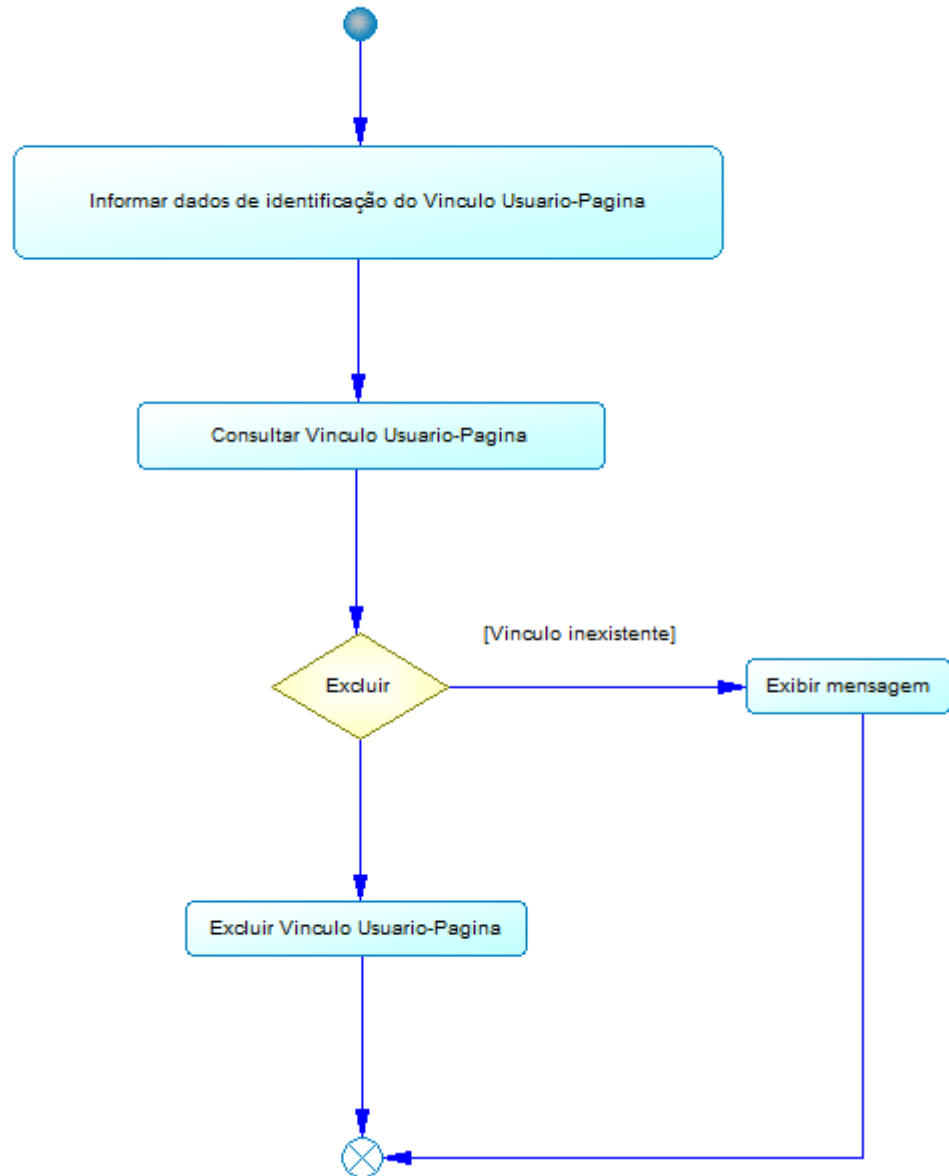 Informar dados de identificação do Vinculo Usuario-Pagina
Consultar Vinculo Usuario-Pagina
[Vinculo inexistente]
Excluir
Exibir mensagem
Excluir Vinculo Usuario-Pagina